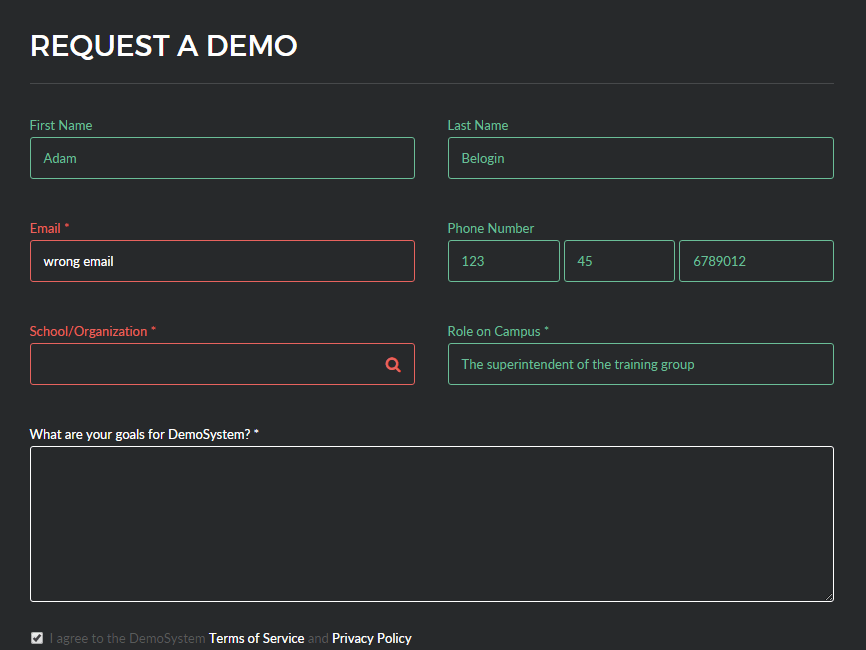 REQUEST A DEMO
First Name
Last Name
Adam
Belogin
Email *
Phone Number
wrong email
123
45
6789012
School/Organization *
Role on Campus *
The superintendent of the training group
What are your goals for DemoSystem? *
I agree to the DemoSystem Terms of Service and Privacy Policy